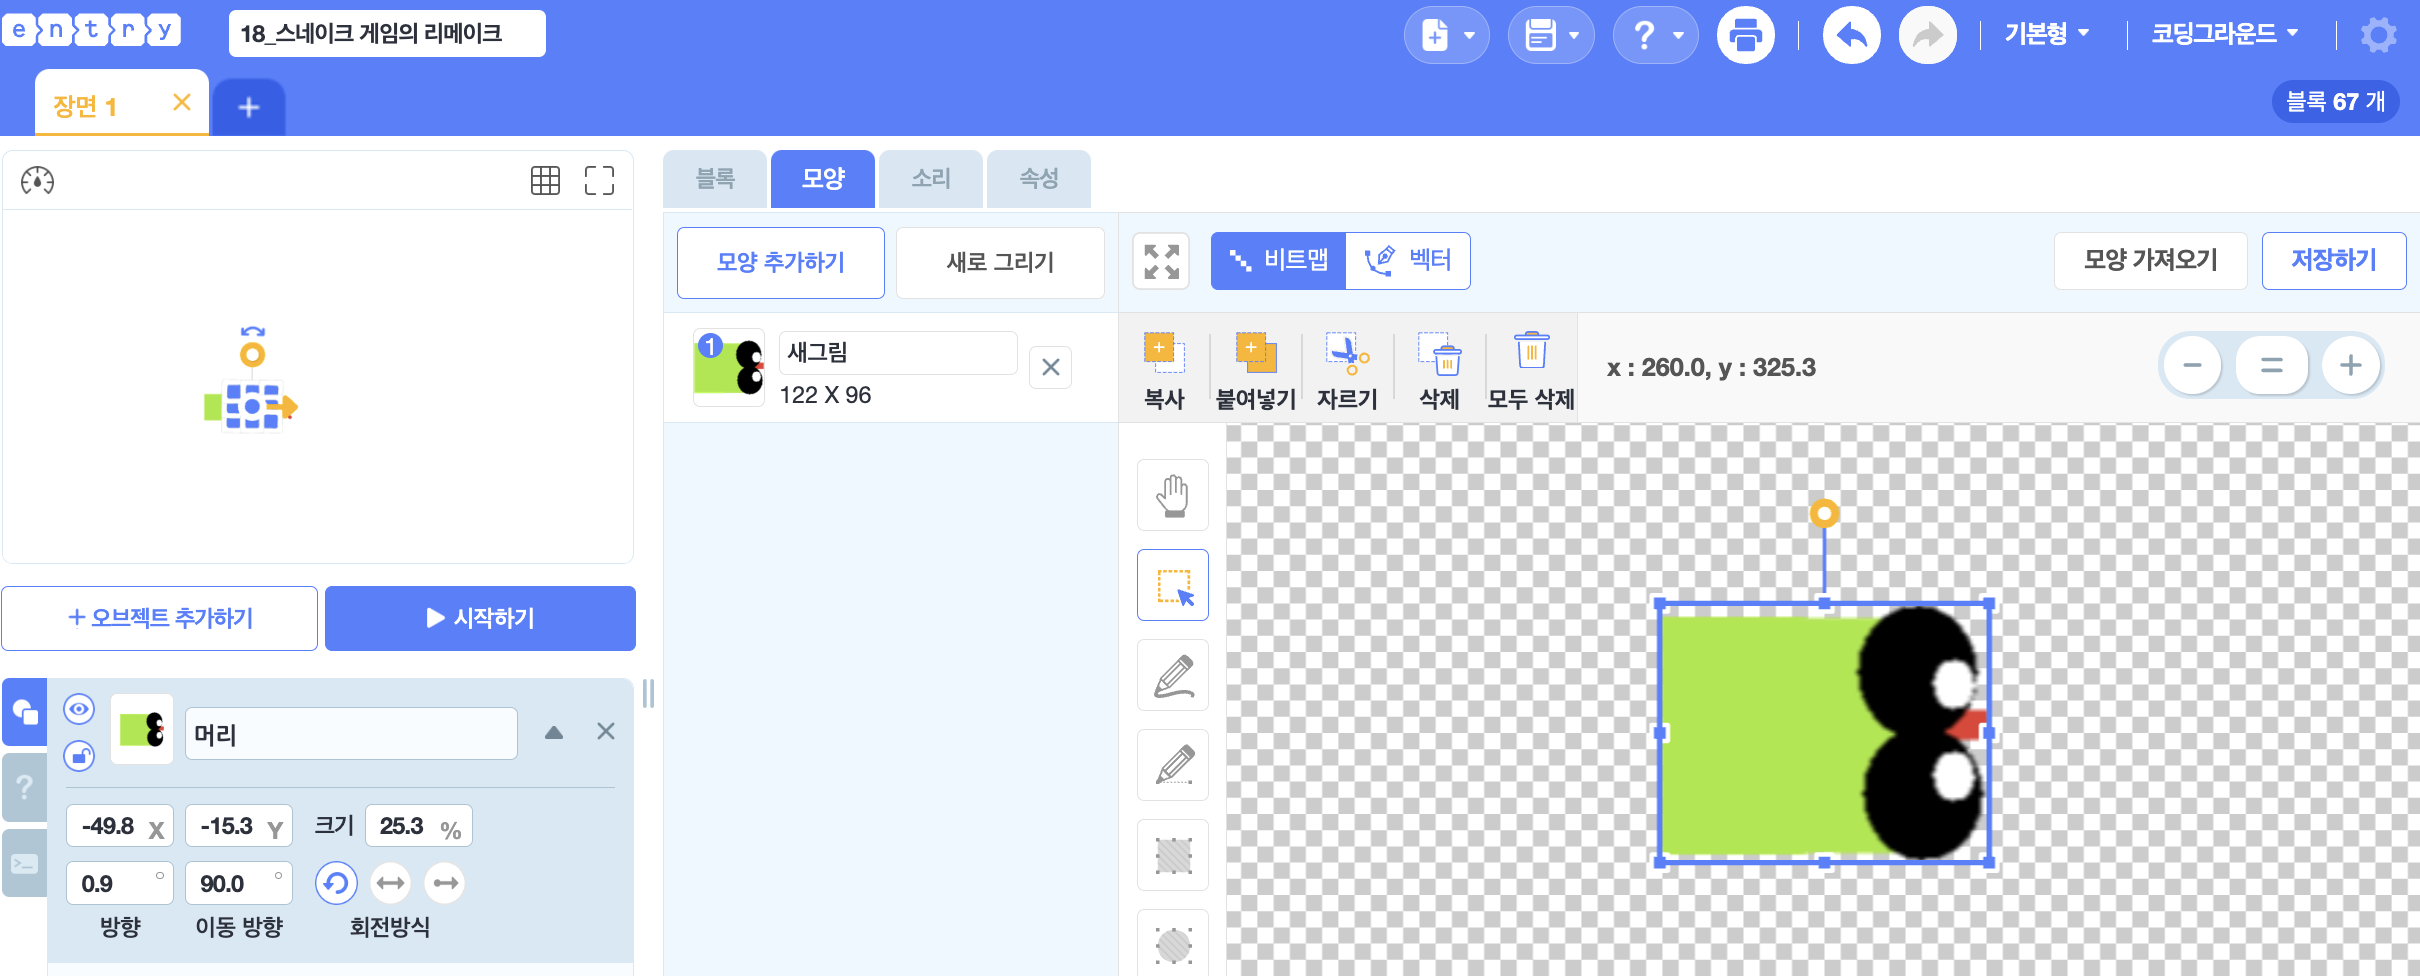 entry
18_스네이크 게임의 리메이크
?
기본형
코딩그라운드
장면 1
+
블록 67 개
블록
모양
소리
속성
모양 추가하기
새로 그리기
비트맵
벡터
모양 가져오기
저장하기
1
새그림
122 X 96
복사
붙여넣기
자르기
삭제
모두 삭제
x : 260.0, y : 325.3
+ 오브젝트 추가하기
시작하기
머리
?
-49.8 X
-15.3 Y
크기
25.3 %
>_
0.9 °
90.0 °
방향
이동 방향
회전방식